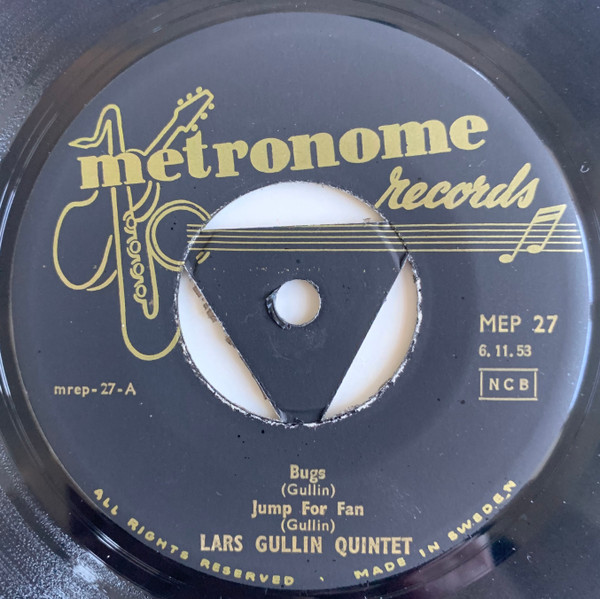 metronome
records
MEP 27
6.11.53
NCB
mrep-27-A
Bugs
(Gullin)
Jump For Fan
(Gullin)
LARS GULLIN QUINTET
ALL RIGHTS RESERVED · MADE IN SWEDEN